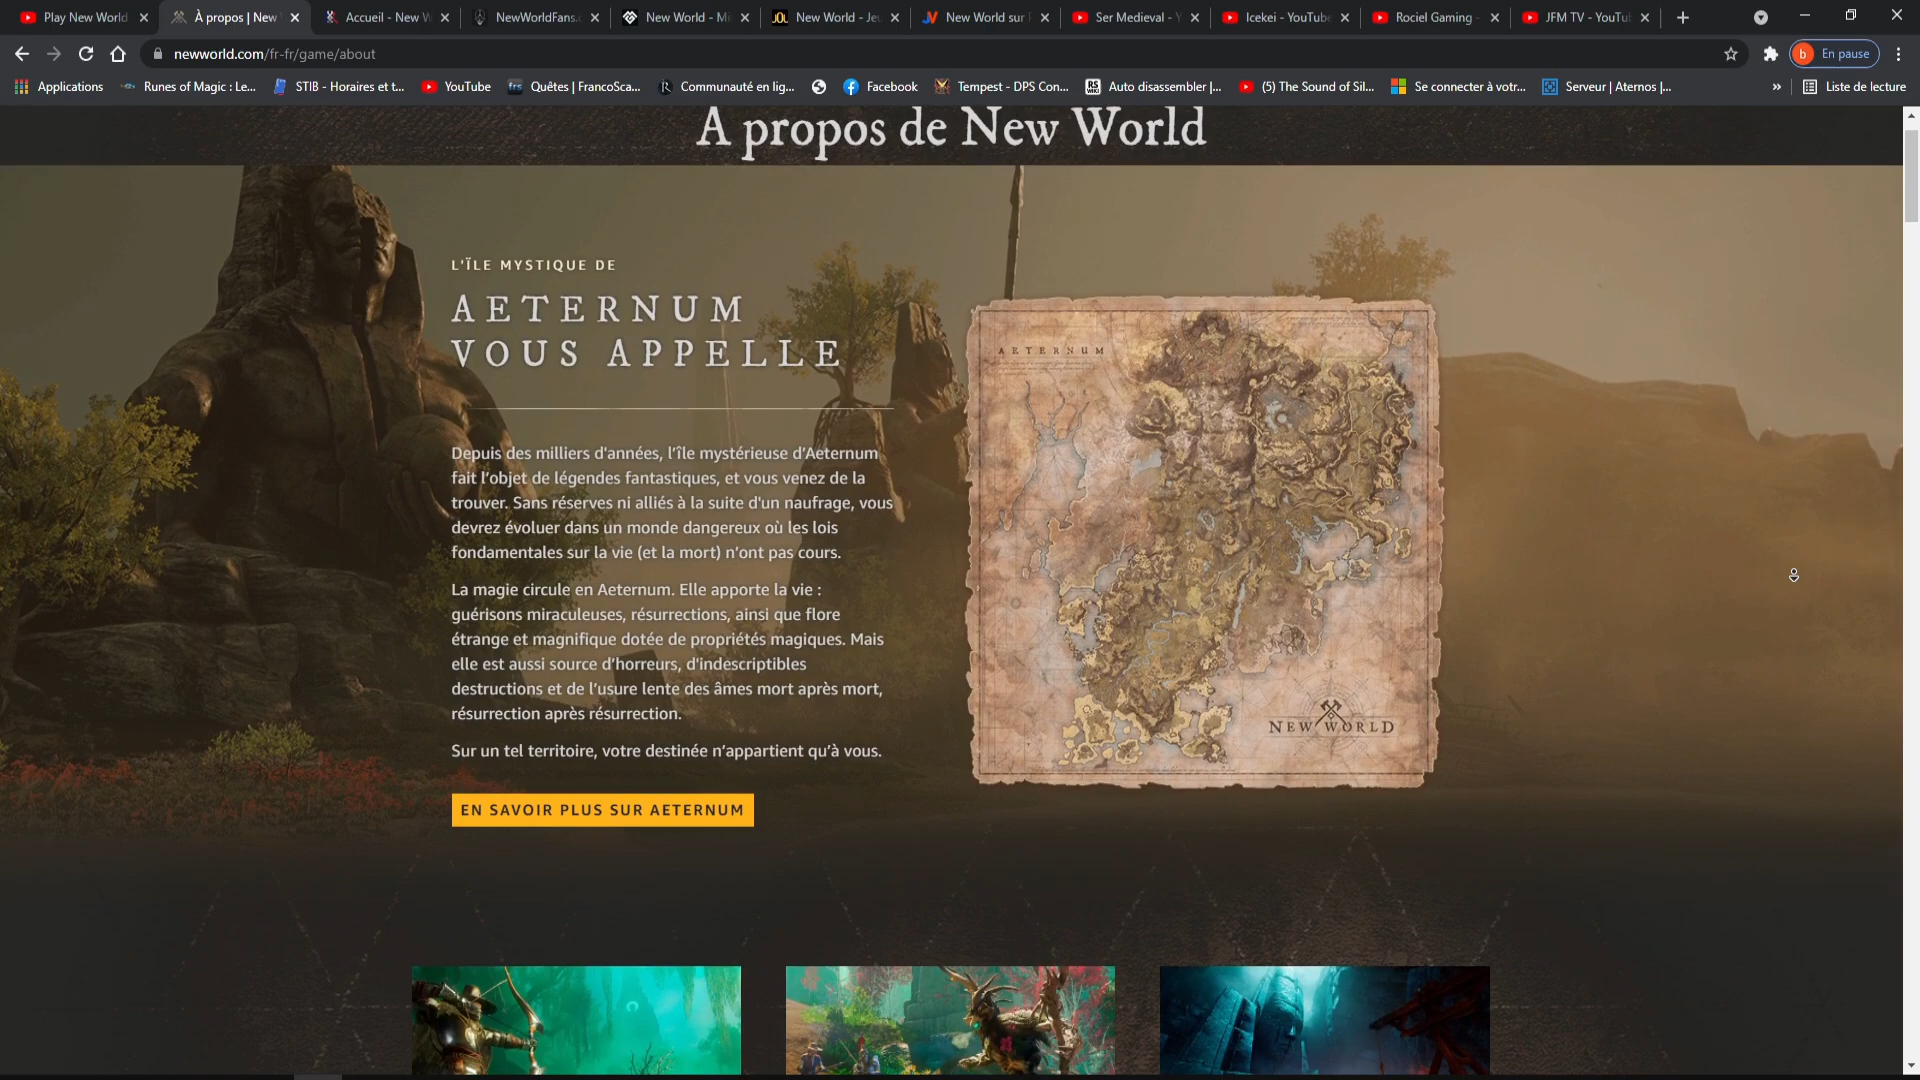 Play New World
À propos | New
Accueil - New W
NewWorldFans.c
New World - Mi
New World - Jeu
New World sur P
Ser Medieval - Y
Icekei - YouTube
Rociel Gaming -
JFM TV - YouTu
newworld.com/fr-fr/game/about
b En pause
Applications
Runes of Magic : Le...
STIB - Horaires et t...
YouTube
Quêtes | FrancoSca...
Communauté en lig...
Facebook
Tempest - DPS Con...
Auto disassembler |...
(5) The Sound of Sil...
Se connecter à votr...
Serveur | Aternos |...
»
Liste de lecture
À propos de New World
L'ÏLE MYSTIQUE DE
AETERNUM
VOUS APPELLE
Depuis des milliers d'années, l'île mystérieuse d'Aeternum
fait l'objet de légendes fantastiques, et vous venez de la
trouver. Sans réserves ni alliés à la suite d'un naufrage, vous
devrez évoluer dans un monde dangereux où les lois
fondamentales sur la vie (et la mort) n'ont pas cours.
La magie circule en Aeternum. Elle apporte la vie :
guérisons miraculeuses, résurrections, ainsi que flore
étrange et magnifique dotée de propriétés magiques. Mais
elle est aussi source d'horreurs, d'indescriptibles
destructions et de l'usure lente des âmes mort après mort,
résurrection après résurrection.
Sur un tel territoire, votre destinée n'appartient qu'à vous.
EN SAVOIR PLUS SUR AETERNUM
AETERNUM
NEW WORLD